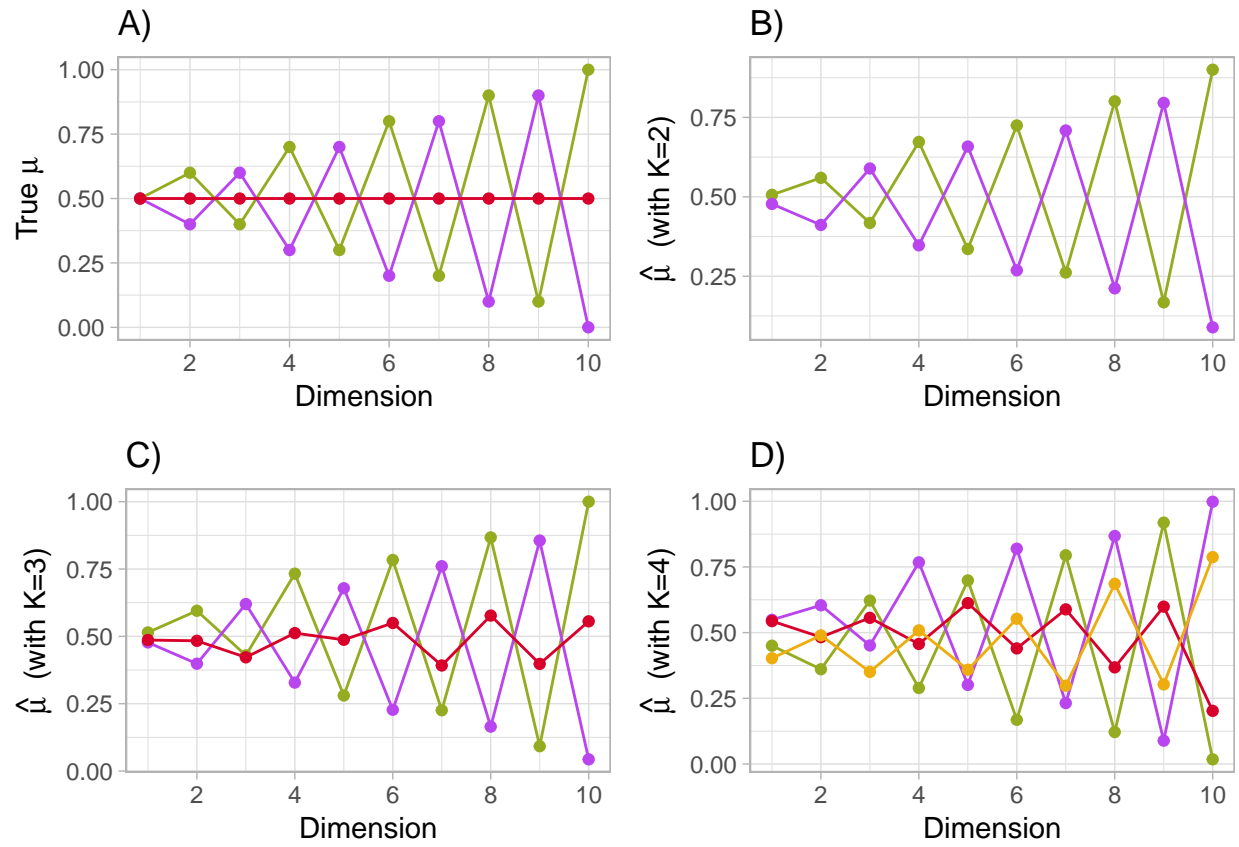 A)
True μ
1.00
0.75
0.50
0.25
0.00
2 4 6 8 10
Dimension
B)
μ̂ (with K=2)
0.75
0.50
0.25
2 4 6 8 10
Dimension
C)
μ̂ (with K=3)
1.00
0.75
0.50
0.25
0.00
2 4 6 8 10
Dimension
D)
μ̂ (with K=4)
1.00
0.75
0.50
0.25
0.00
2 4 6 8 10
Dimension